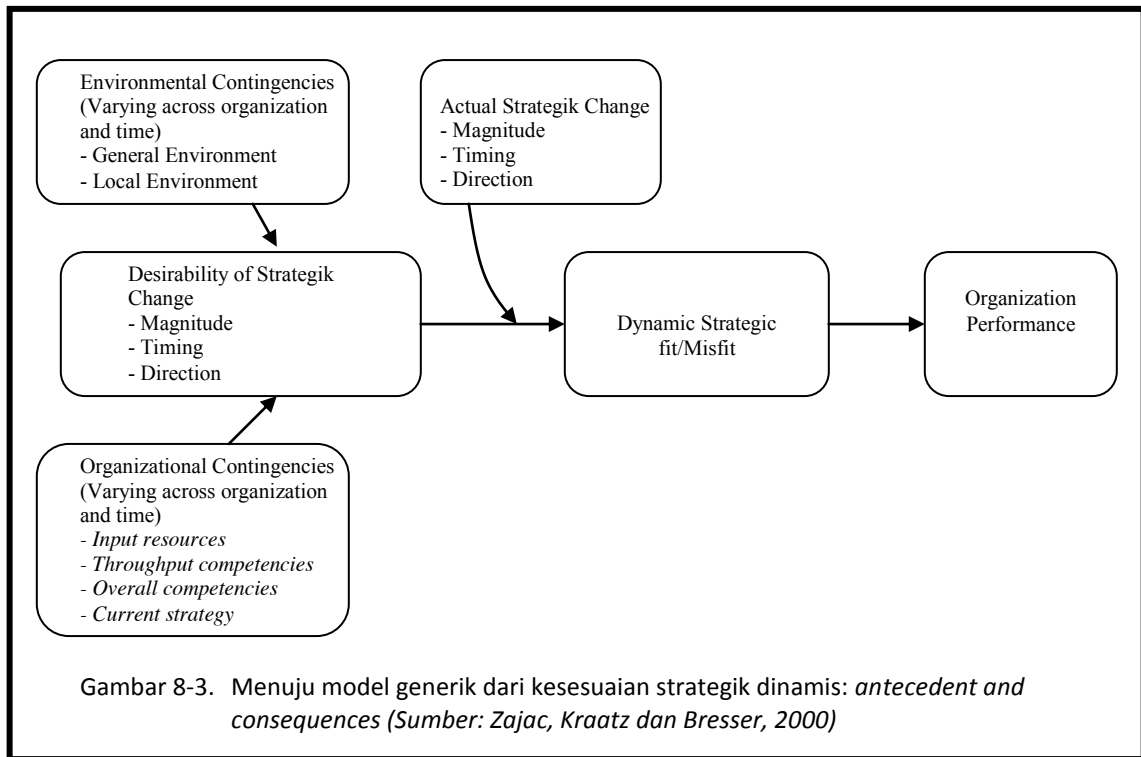 Environmental Contingencies
(Varying across organization
and time)
- General Environment
- Local Environment
Actual Strategik Change
- Magnitude
- Timing
- Direction
Desirability of Strategik
Change
- Magnitude
- Timing
- Direction
Dynamic Strategic
fit/Misfit
Organization
Performance
Organizational Contingencies
(Varying across organization
and time)
- Input resources
- Throughput competencies
- Overall competencies
- Current strategy
Gambar 8-3. Menuju model generik dari kesesuaian strategik dinamis: antecedent and
consequences (Sumber: Zajac, Kraatz dan Bresser, 2000)